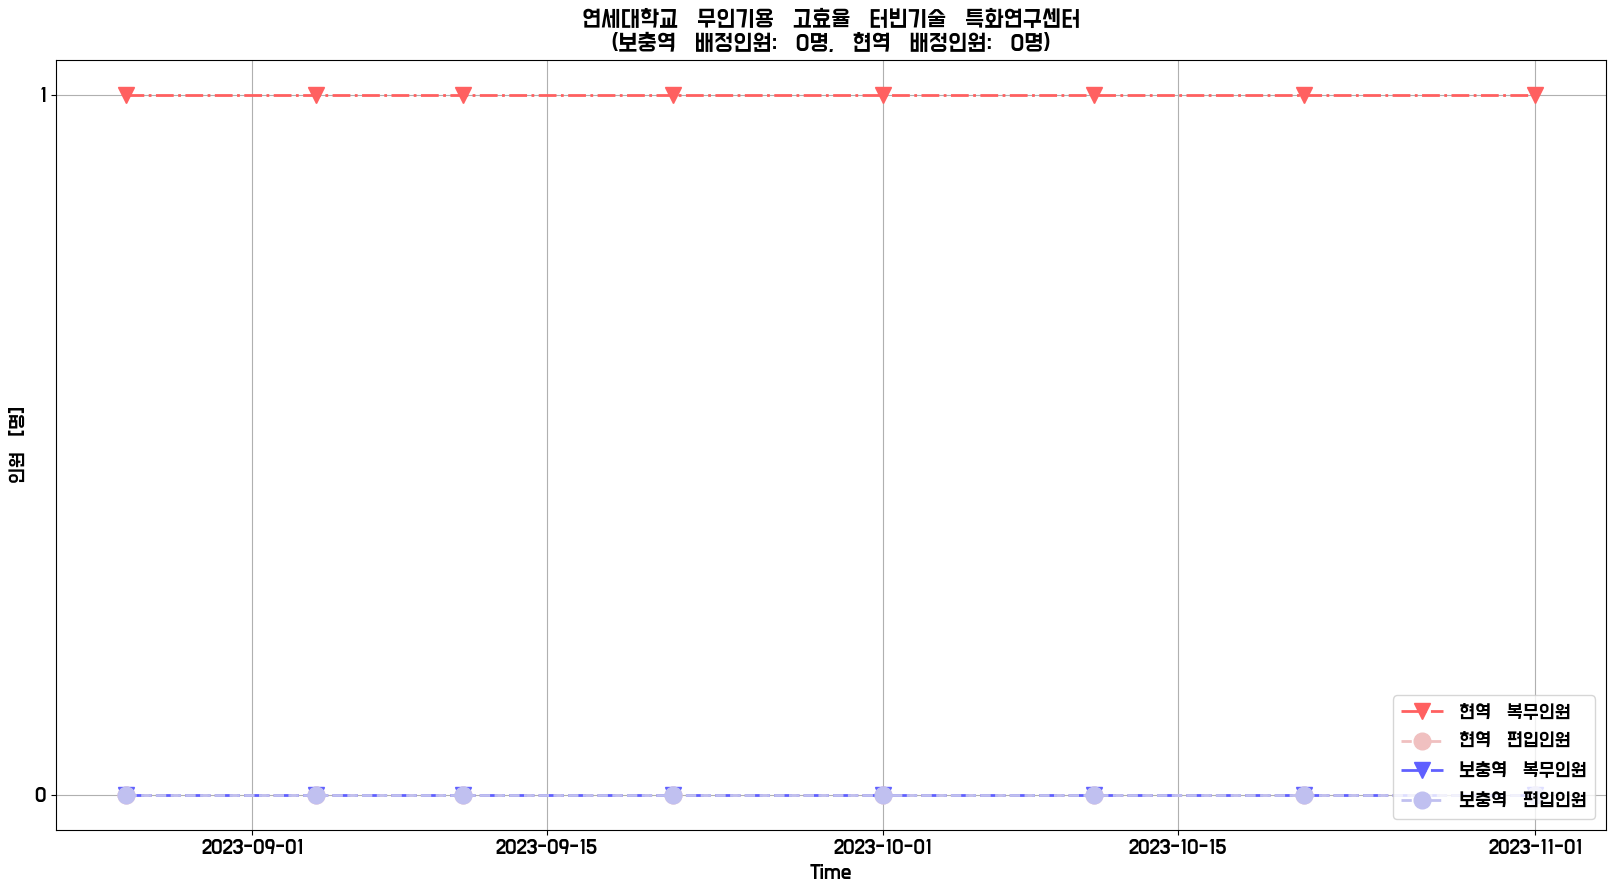 연세대학교 무인기용 고효율 터빈기술 특화연구센터
(보충역 배정인원: 0명, 현역 배정인원: 0명)
1
인원 [명]
0
현역 복무인원
현역 편입인원
보충역 복무인원
보충역 편입인원
2023-09-01 2023-09-15 2023-10-01 2023-10-15 2023-11-01
Time